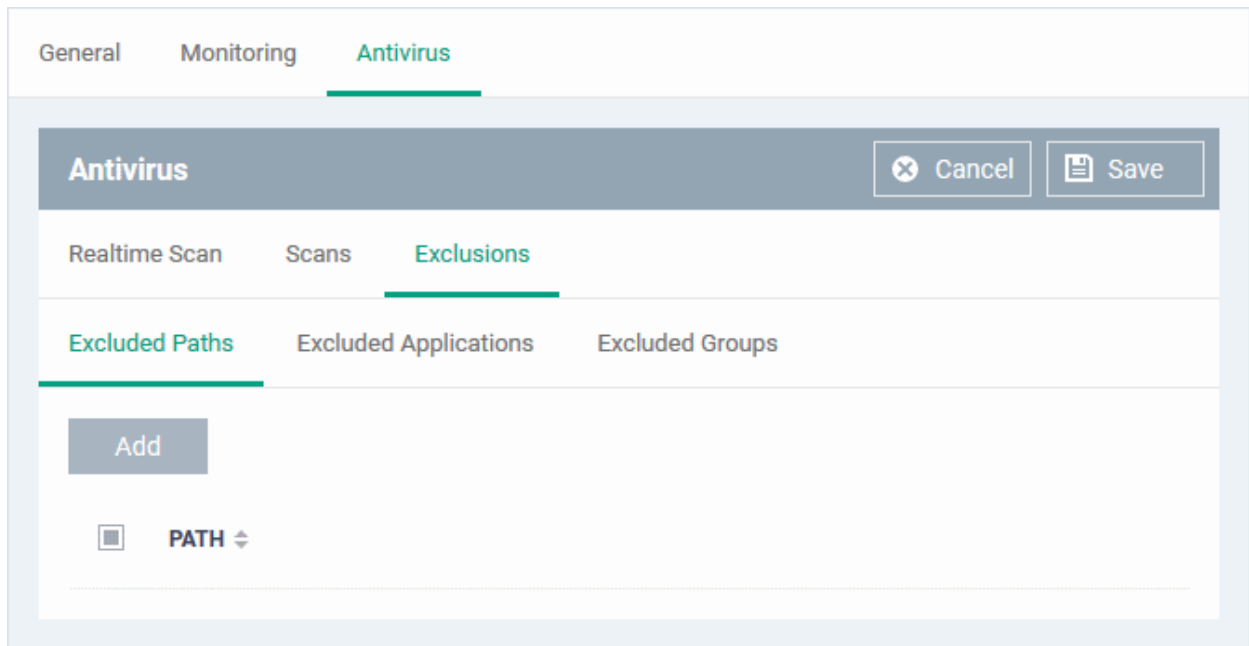 General Monitoring Antivirus
Antivirus Cancel Save
Realtime Scan Scans Exclusions
Excluded Paths Excluded Applications Excluded Groups
Add
PATH